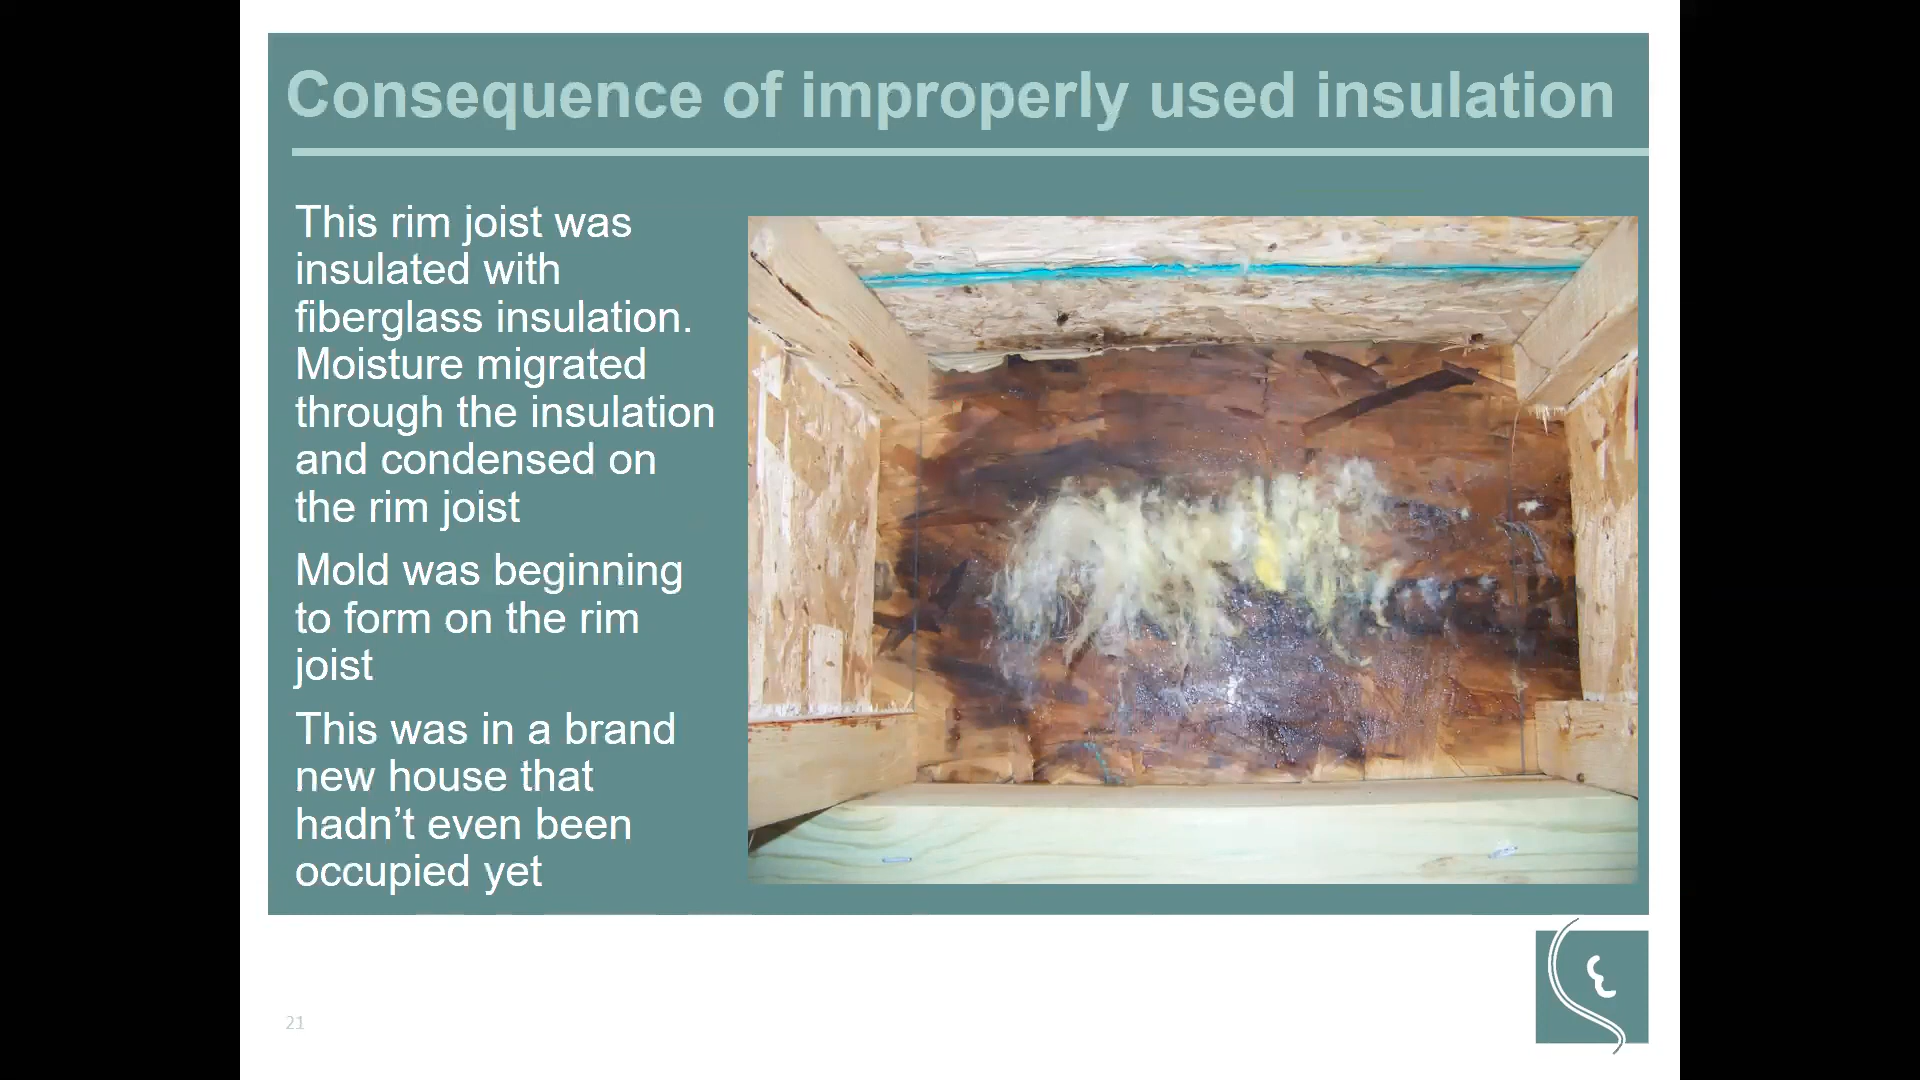 Consequence of improperly used insulation
This rim joist was
insulated with
fiberglass insulation.
Moisture migrated
through the insulation
and condensed on
the rim joist
Mold was beginning
to form on the rim
joist
This was in a brand
new house that
hadn’t even been
occupied yet
21